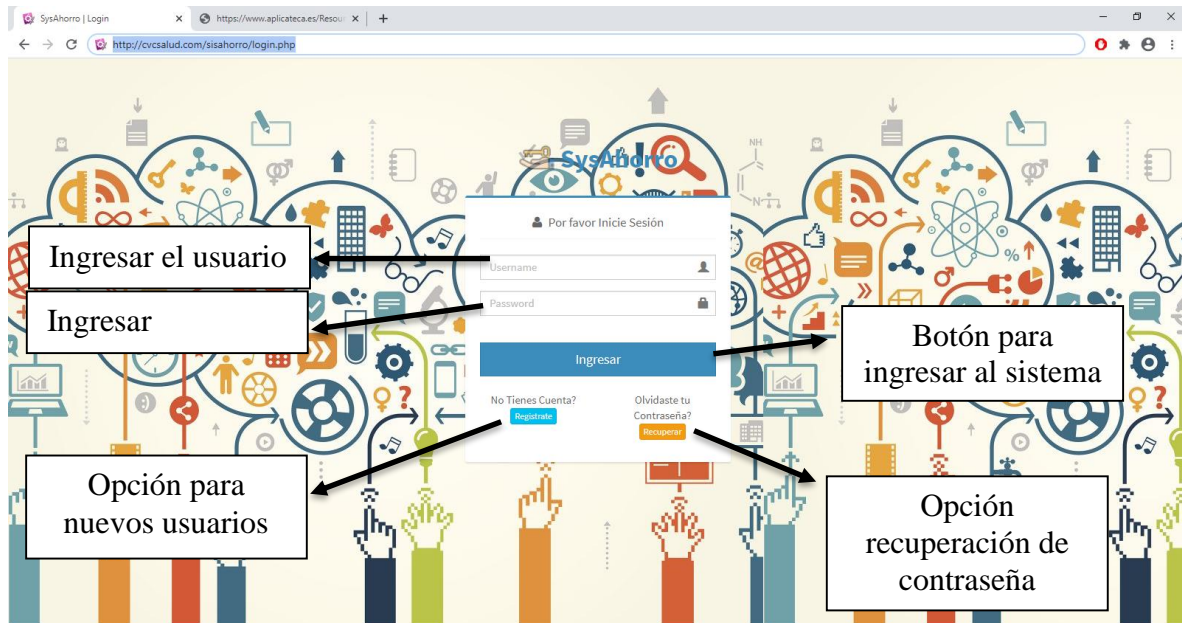 SysAhorro | Login
https://www.aplicateca.es/Resou
http://cvcsalud.com/sisahorro/login.php
SysAhorro
Por favor Inicie Sesión
Username
Password
Ingresar
No Tienes Cuenta?
Registrate
Olvidaste tu
Contraseña?
Recuperar
Ingresar el usuario
Ingresar
Botón para
ingresar al sistema
Opción para
nuevos usuarios
Opción
recuperación de
contraseña
NH
N
%